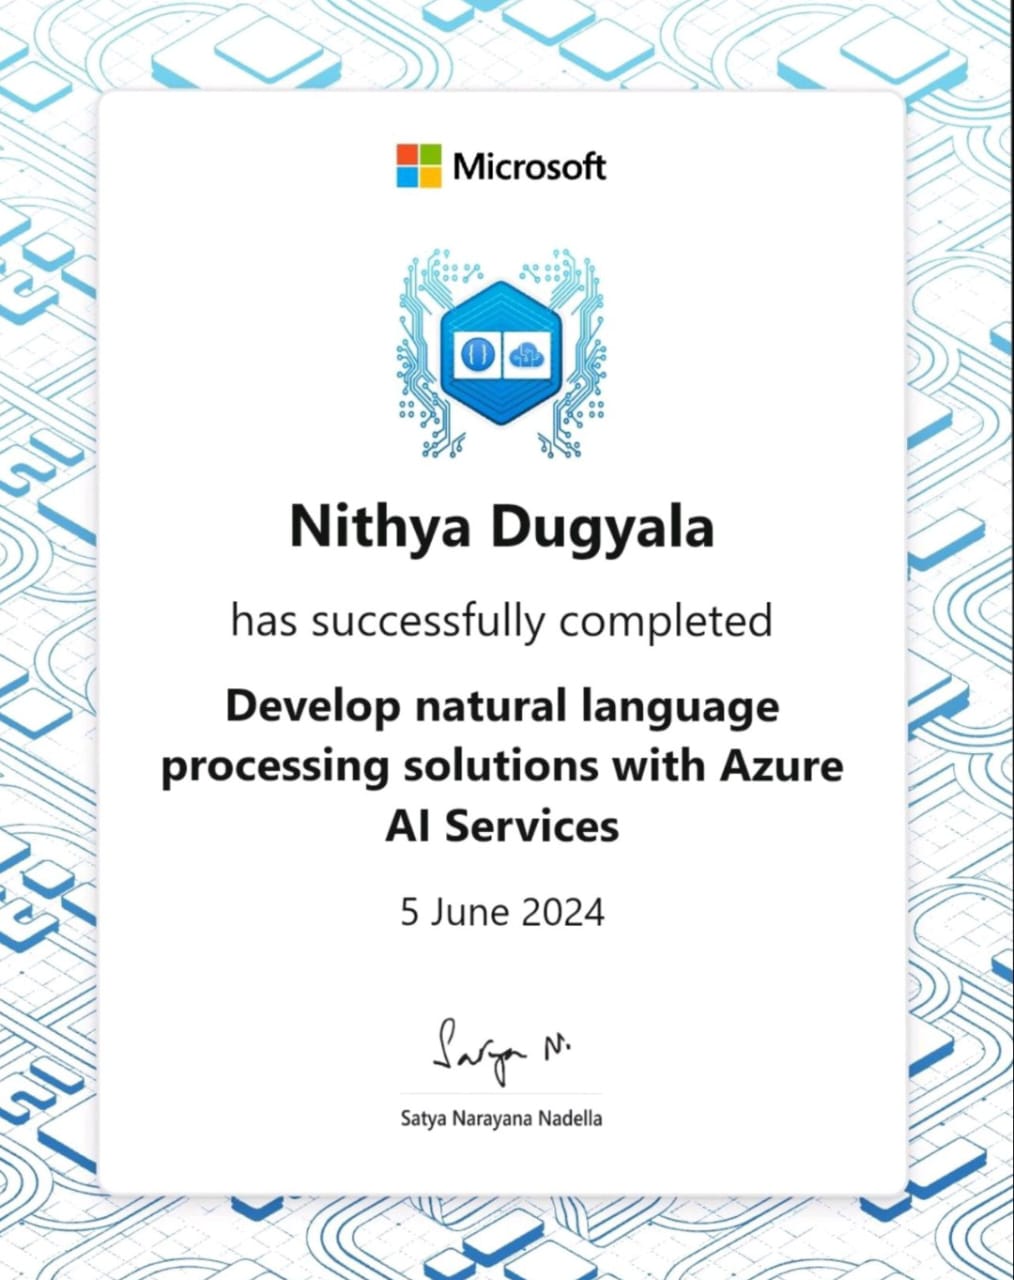 Microsoft
Nithya Dugyala
has successfully completed
Develop natural language
processing solutions with Azure
AI Services
5 June 2024
Satya N.
Satya Narayana Nadella